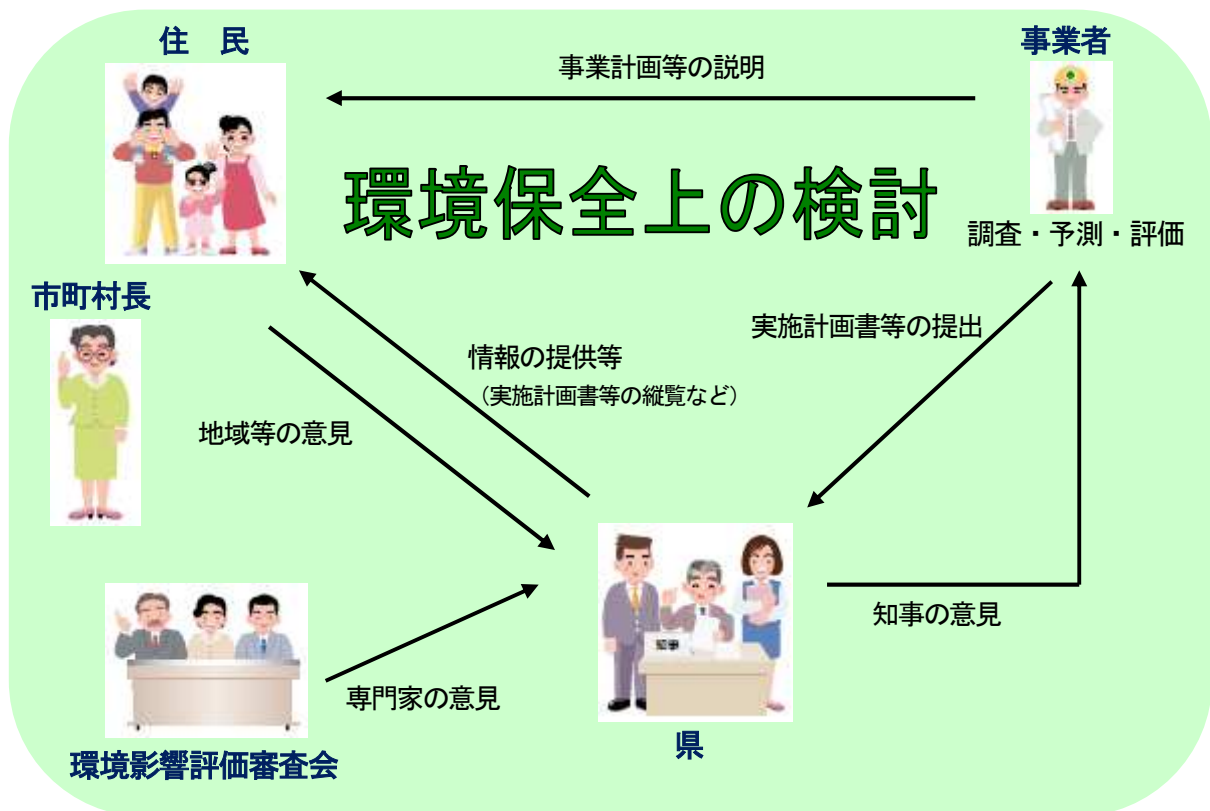 住　民
事業者
事業計画等の説明
環境保全上の検討
調査・予測・評価
市町村長
実施計画書等の提出
情報の提供等
（実施計画書等の縦覧など）
地域等の意見
知事
知事の意見
専門家の意見
県
環境影響評価審査会